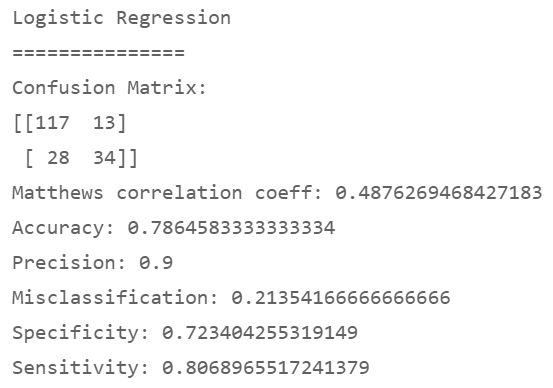 Logistic Regression
===============
Confusion Matrix:
[[117  13]
 [ 28  34]]
Matthews correlation coeff: 0.4876269468427183
Accuracy: 0.7864583333333334
Precision: 0.9
Misclassification: 0.21354166666666666
Specificity: 0.723404255319149
Sensitivity: 0.8068965517241379